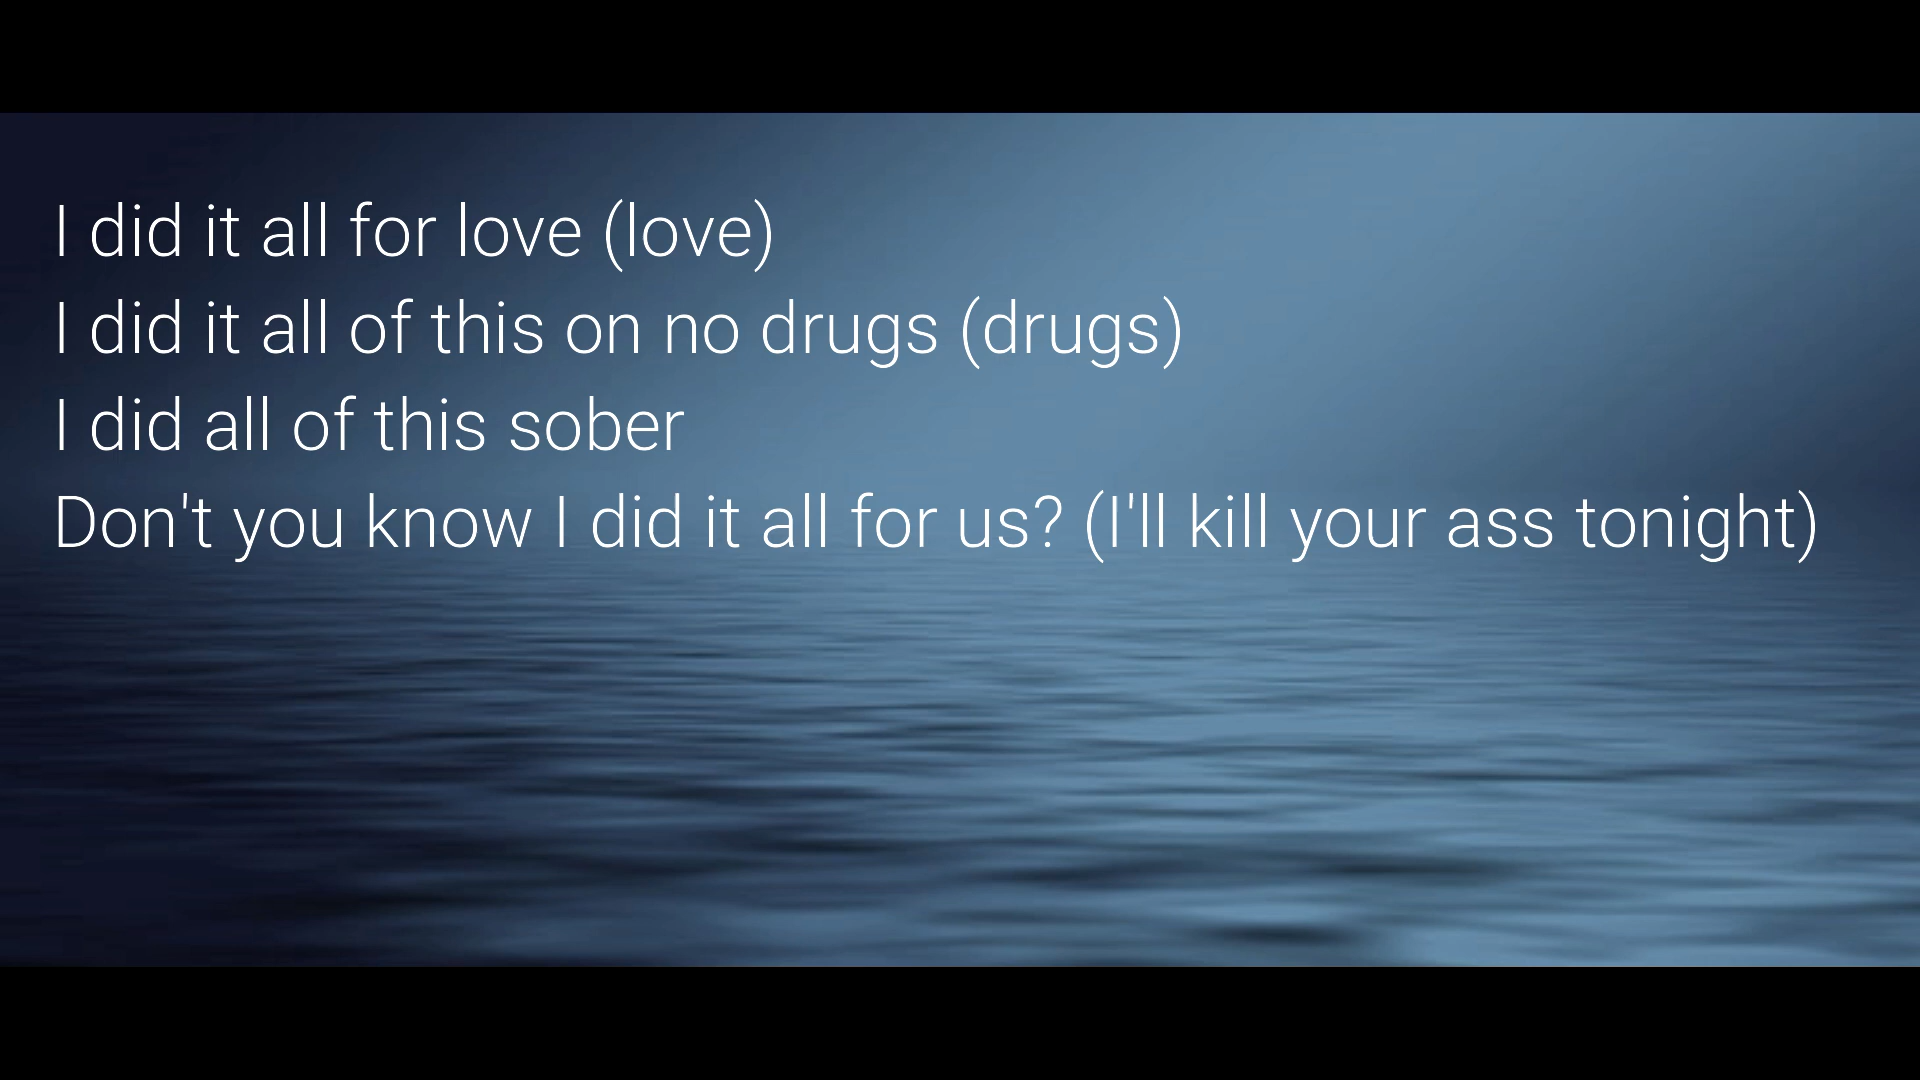 I did it all for love (love)
I did it all of this on no drugs (drugs)
I did all of this sober
Don't you know I did it all for us? (I'll kill your ass tonight)